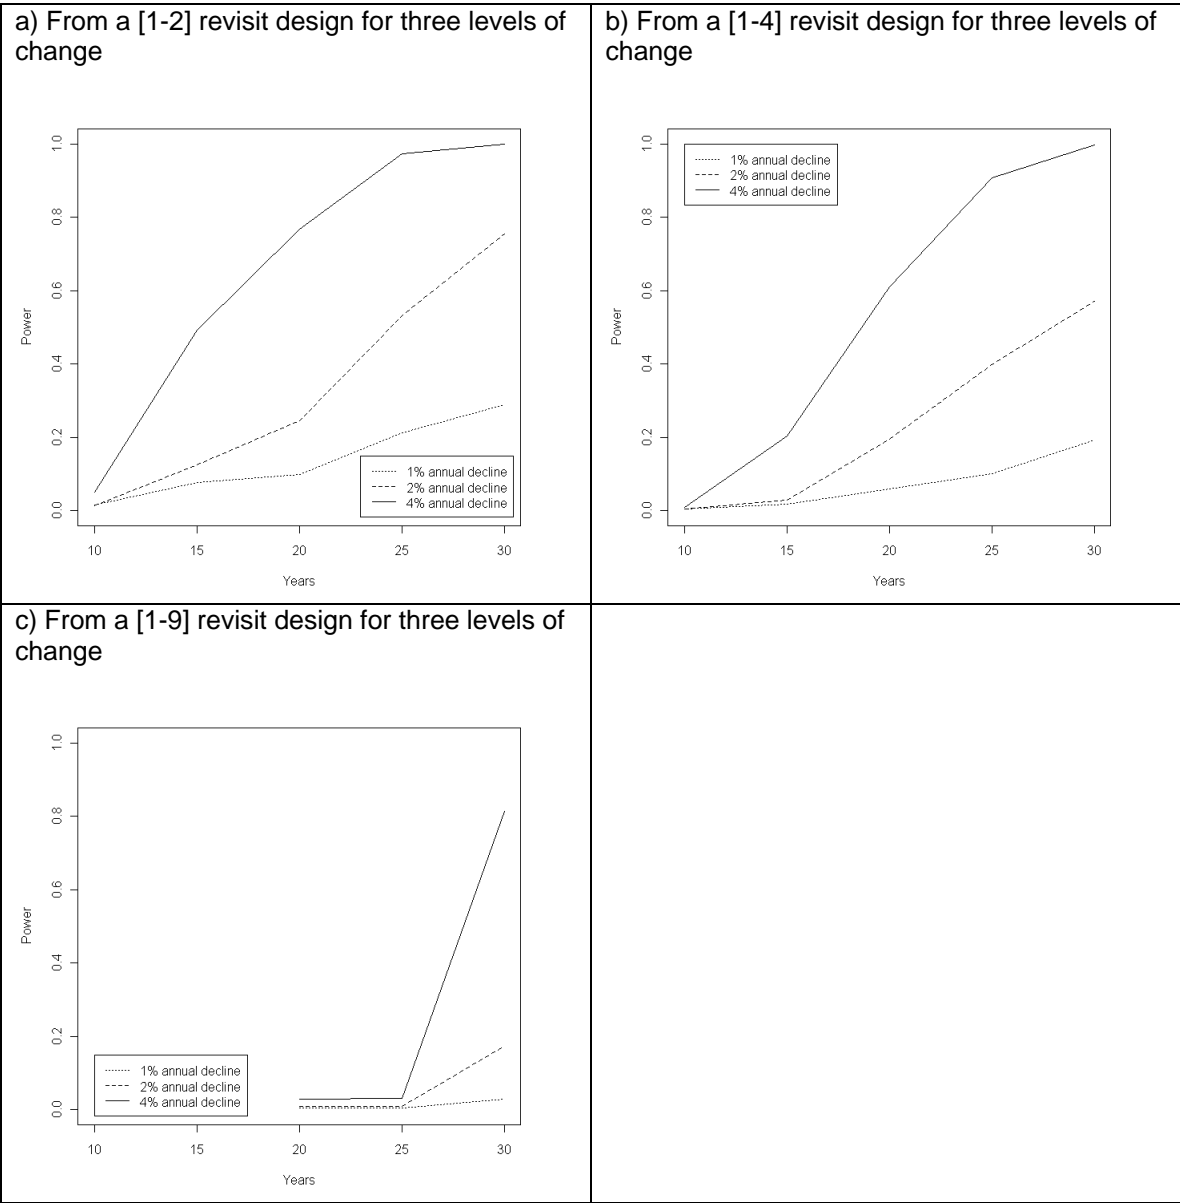 a) From a [1-2] revisit design for three levels of
change
1.0
0.8
0.6
0.4
0.2
0.0
Power
1% annual decline
2% annual decline
4% annual decline
10 15 20 25 30
Years
b) From a [1-4] revisit design for three levels of
change
1.0
0.8
0.6
0.4
0.2
0.0
Power
1% annual decline
2% annual decline
4% annual decline
10 15 20 25 30
Years
c) From a [1-9] revisit design for three levels of
change
1.0
0.8
0.6
0.4
0.2
0.0
Power
1% annual decline
2% annual decline
4% annual decline
10 15 20 25 30
Years